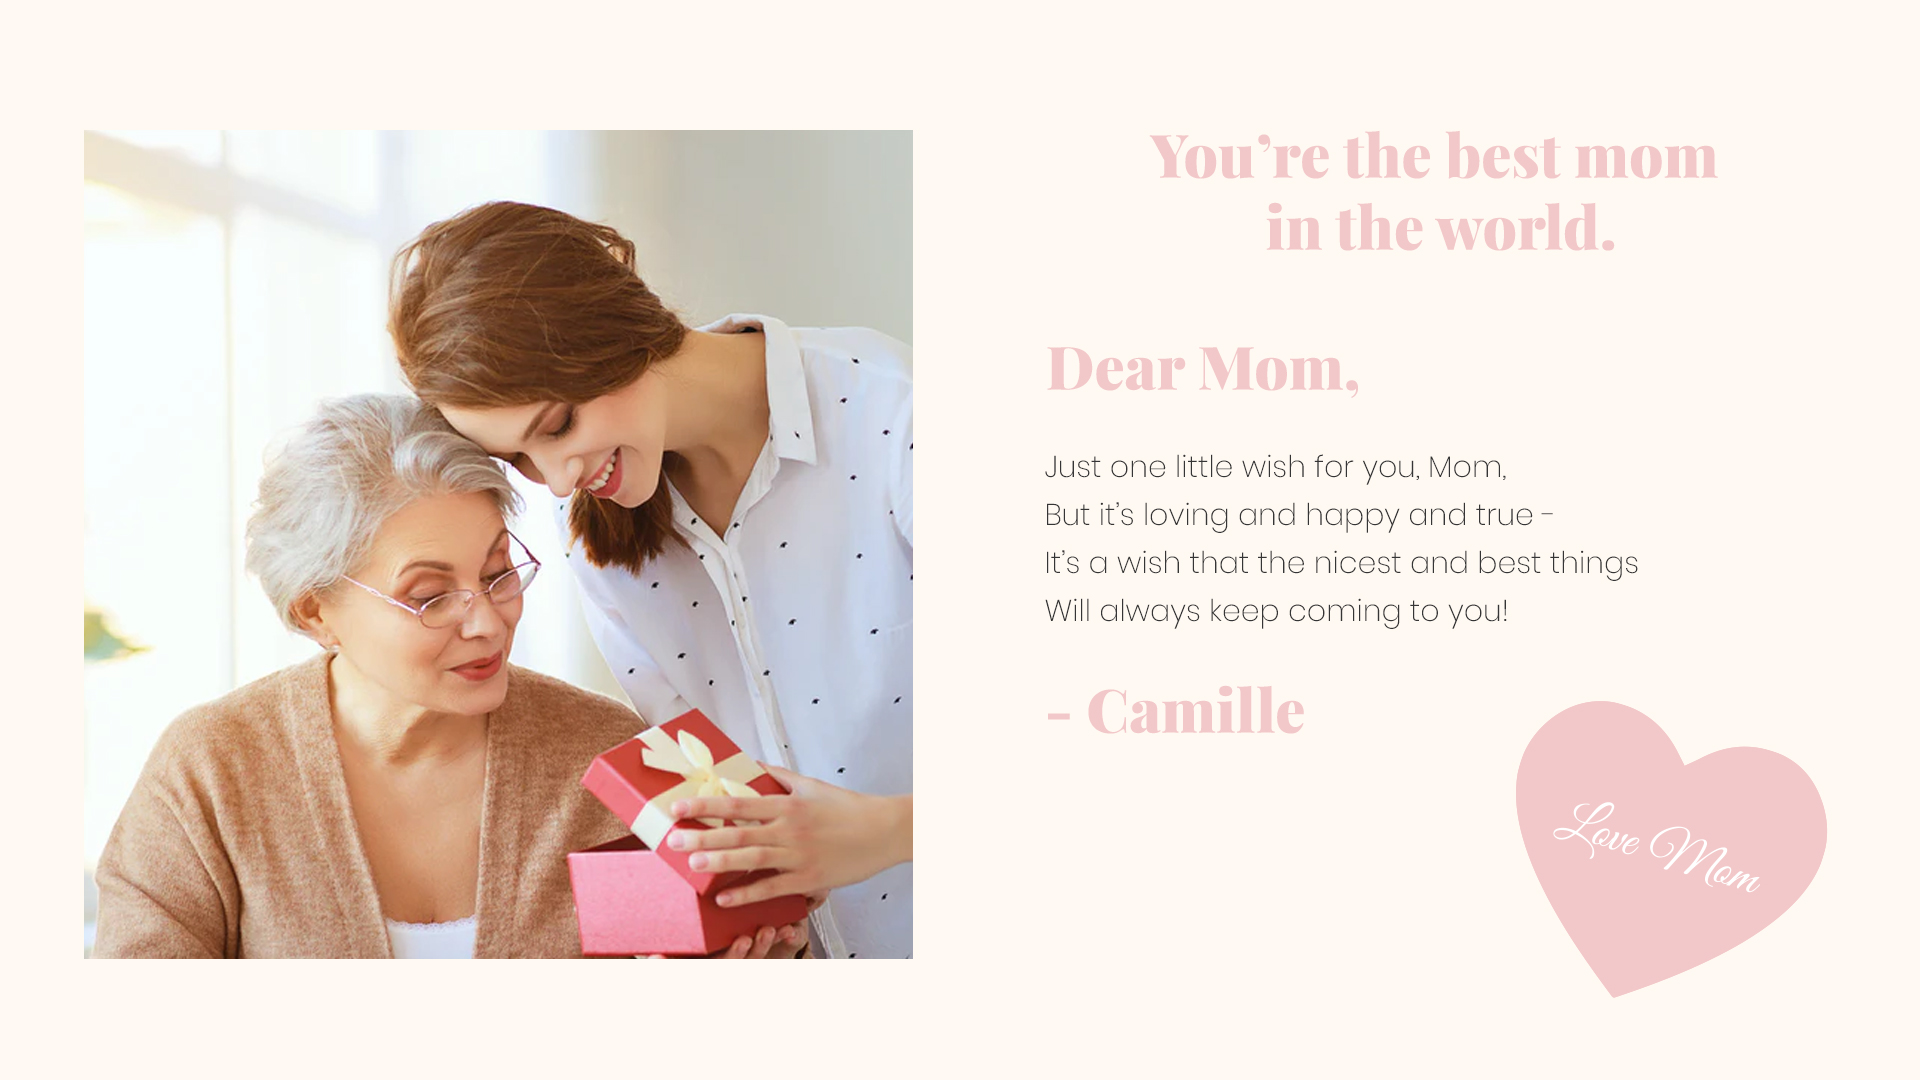 You’re the best mom
in the world.
Dear Mom,
Just one little wish for you, Mom,
But it’s loving and happy and true -
It’s a wish that the nicest and best things
Will always keep coming to you!
- Camille
Love Mom